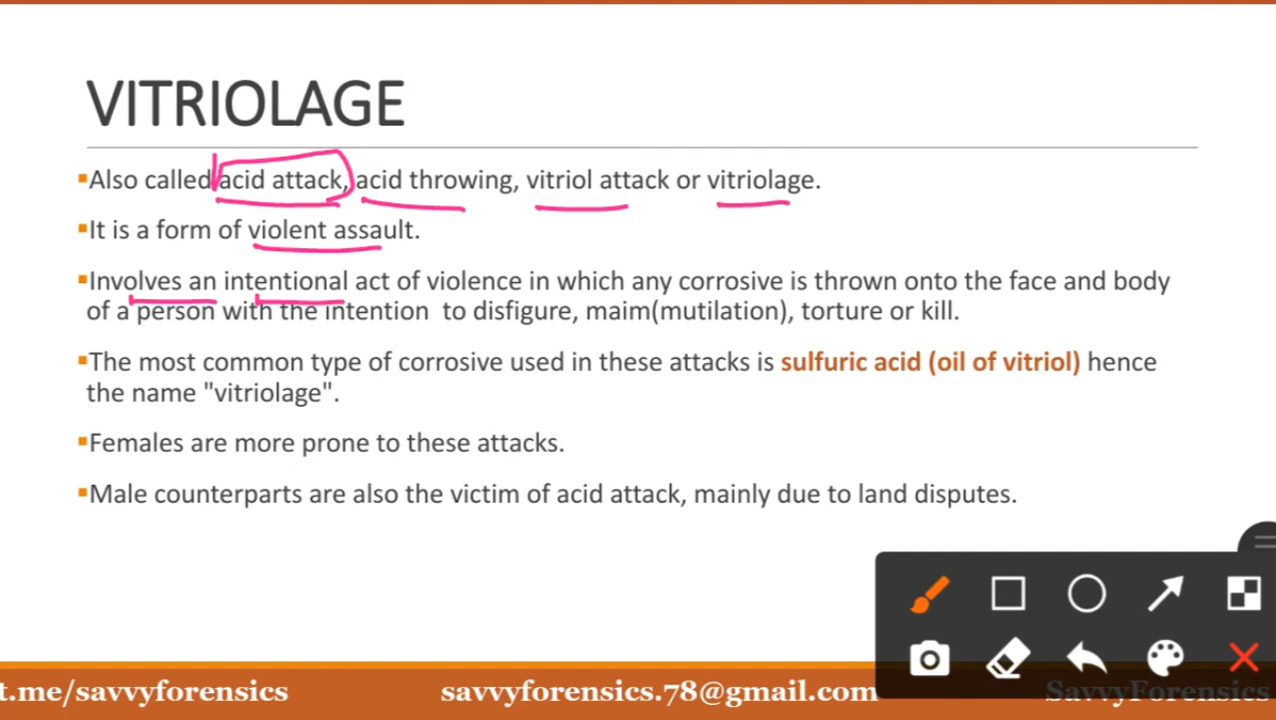 VITRIOLAGE
▪Also called acid attack, acid throwing, vitriol attack or vitriolage.
▪It is a form of violent assault.
▪Involves an intentional act of violence in which any corrosive is thrown onto the face and body
of a person with the intention to disfigure, maim(mutilation), torture or kill.
▪The most common type of corrosive used in these attacks is sulfuric acid (oil of vitriol) hence
the name "vitriolage".
▪Females are more prone to these attacks.
▪Male counterparts are also the victim of acid attack, mainly due to land disputes.
t.me/savvyforensics savvyforensics.78@gmail.com SavvyForensics